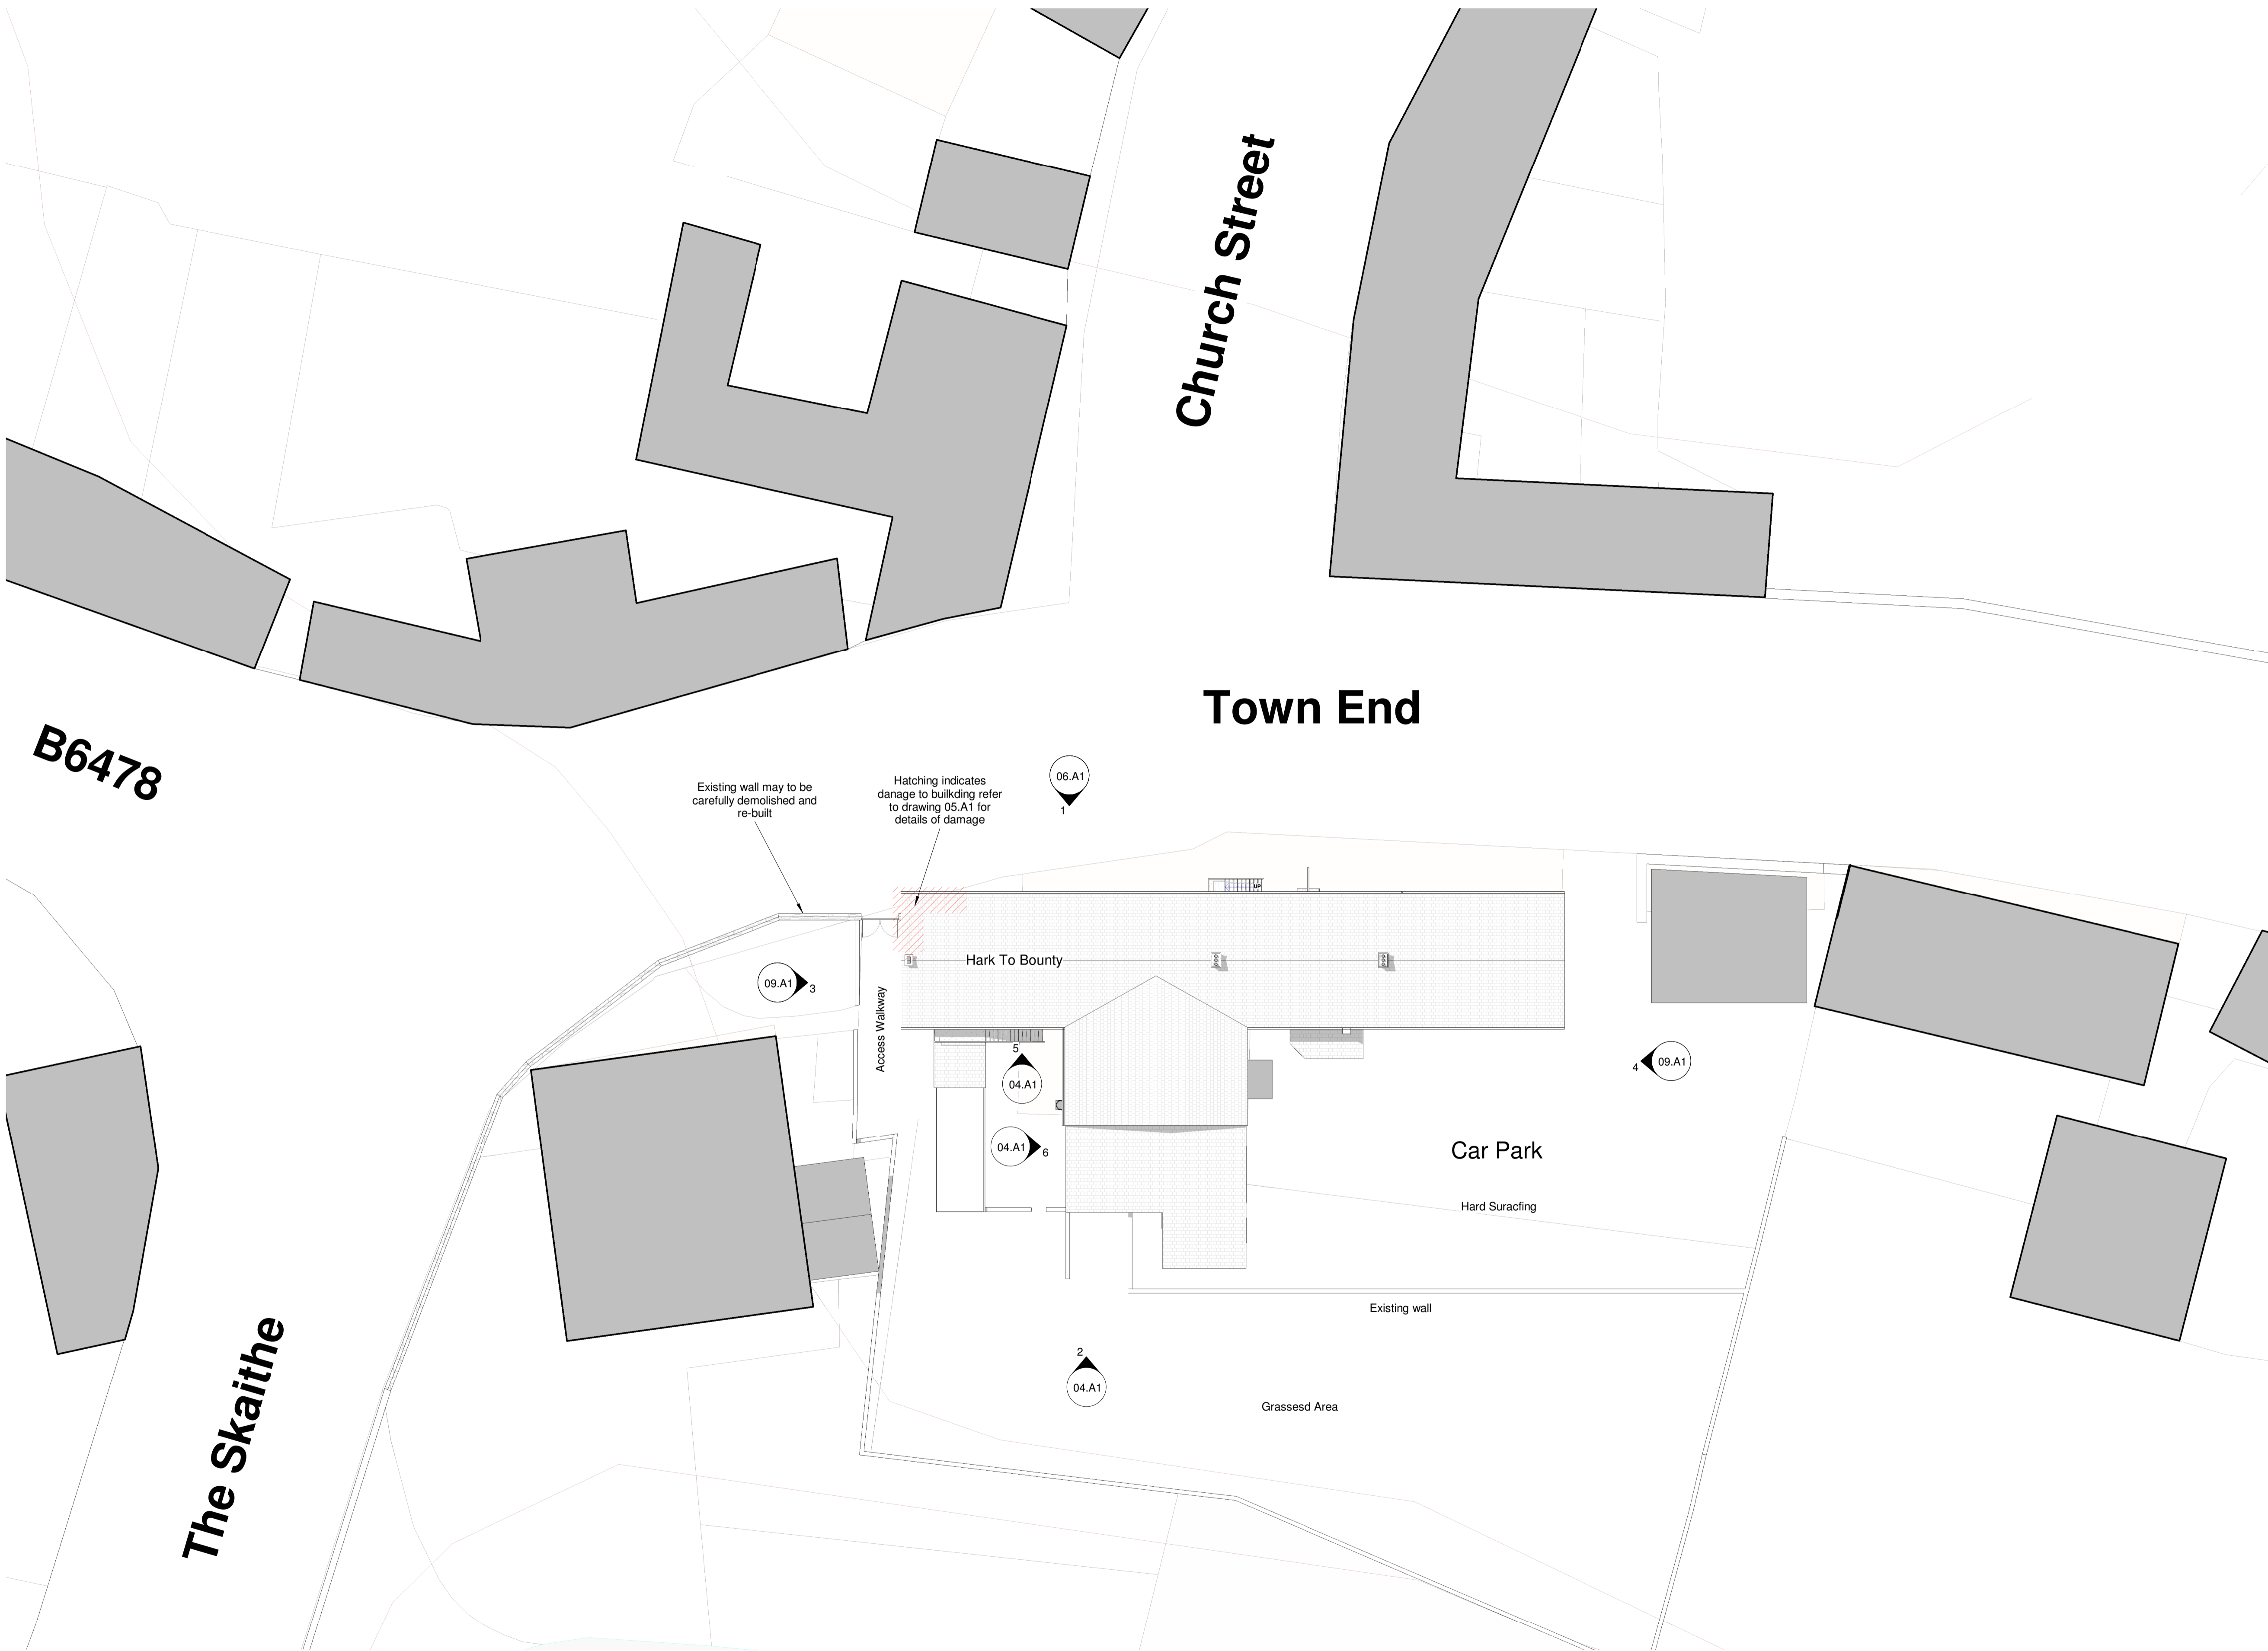 Church Street
Town End
B6478
06.A1
1
Existing wall may to be
carefully demolished and
re-built
Hatching indicates
danage to builkding refer
to drawing 05.A1 for
details of damage
UP
Hark To Bounty
09.A1
3
Access Walkway
5
04.A1
04.A1
6
4
09.A1
Car Park
Hard Suracfing
Existing wall
2
04.A1
Grassesd Area
The Skaithe